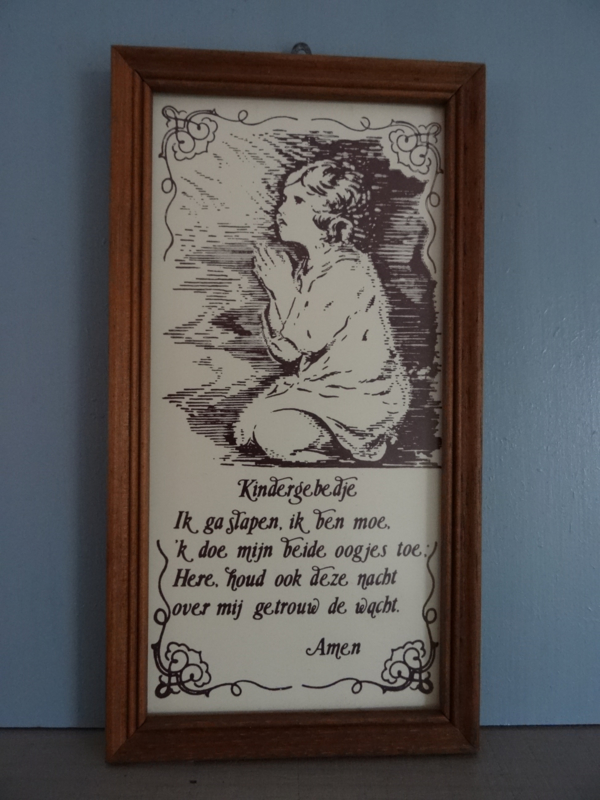 Kindergebedje
Ik ga slapen, ik ben moe,
'k doe mijn beide oogjes toe;
Here, houd ook deze nacht
over mij getrouw de wacht.
Amen